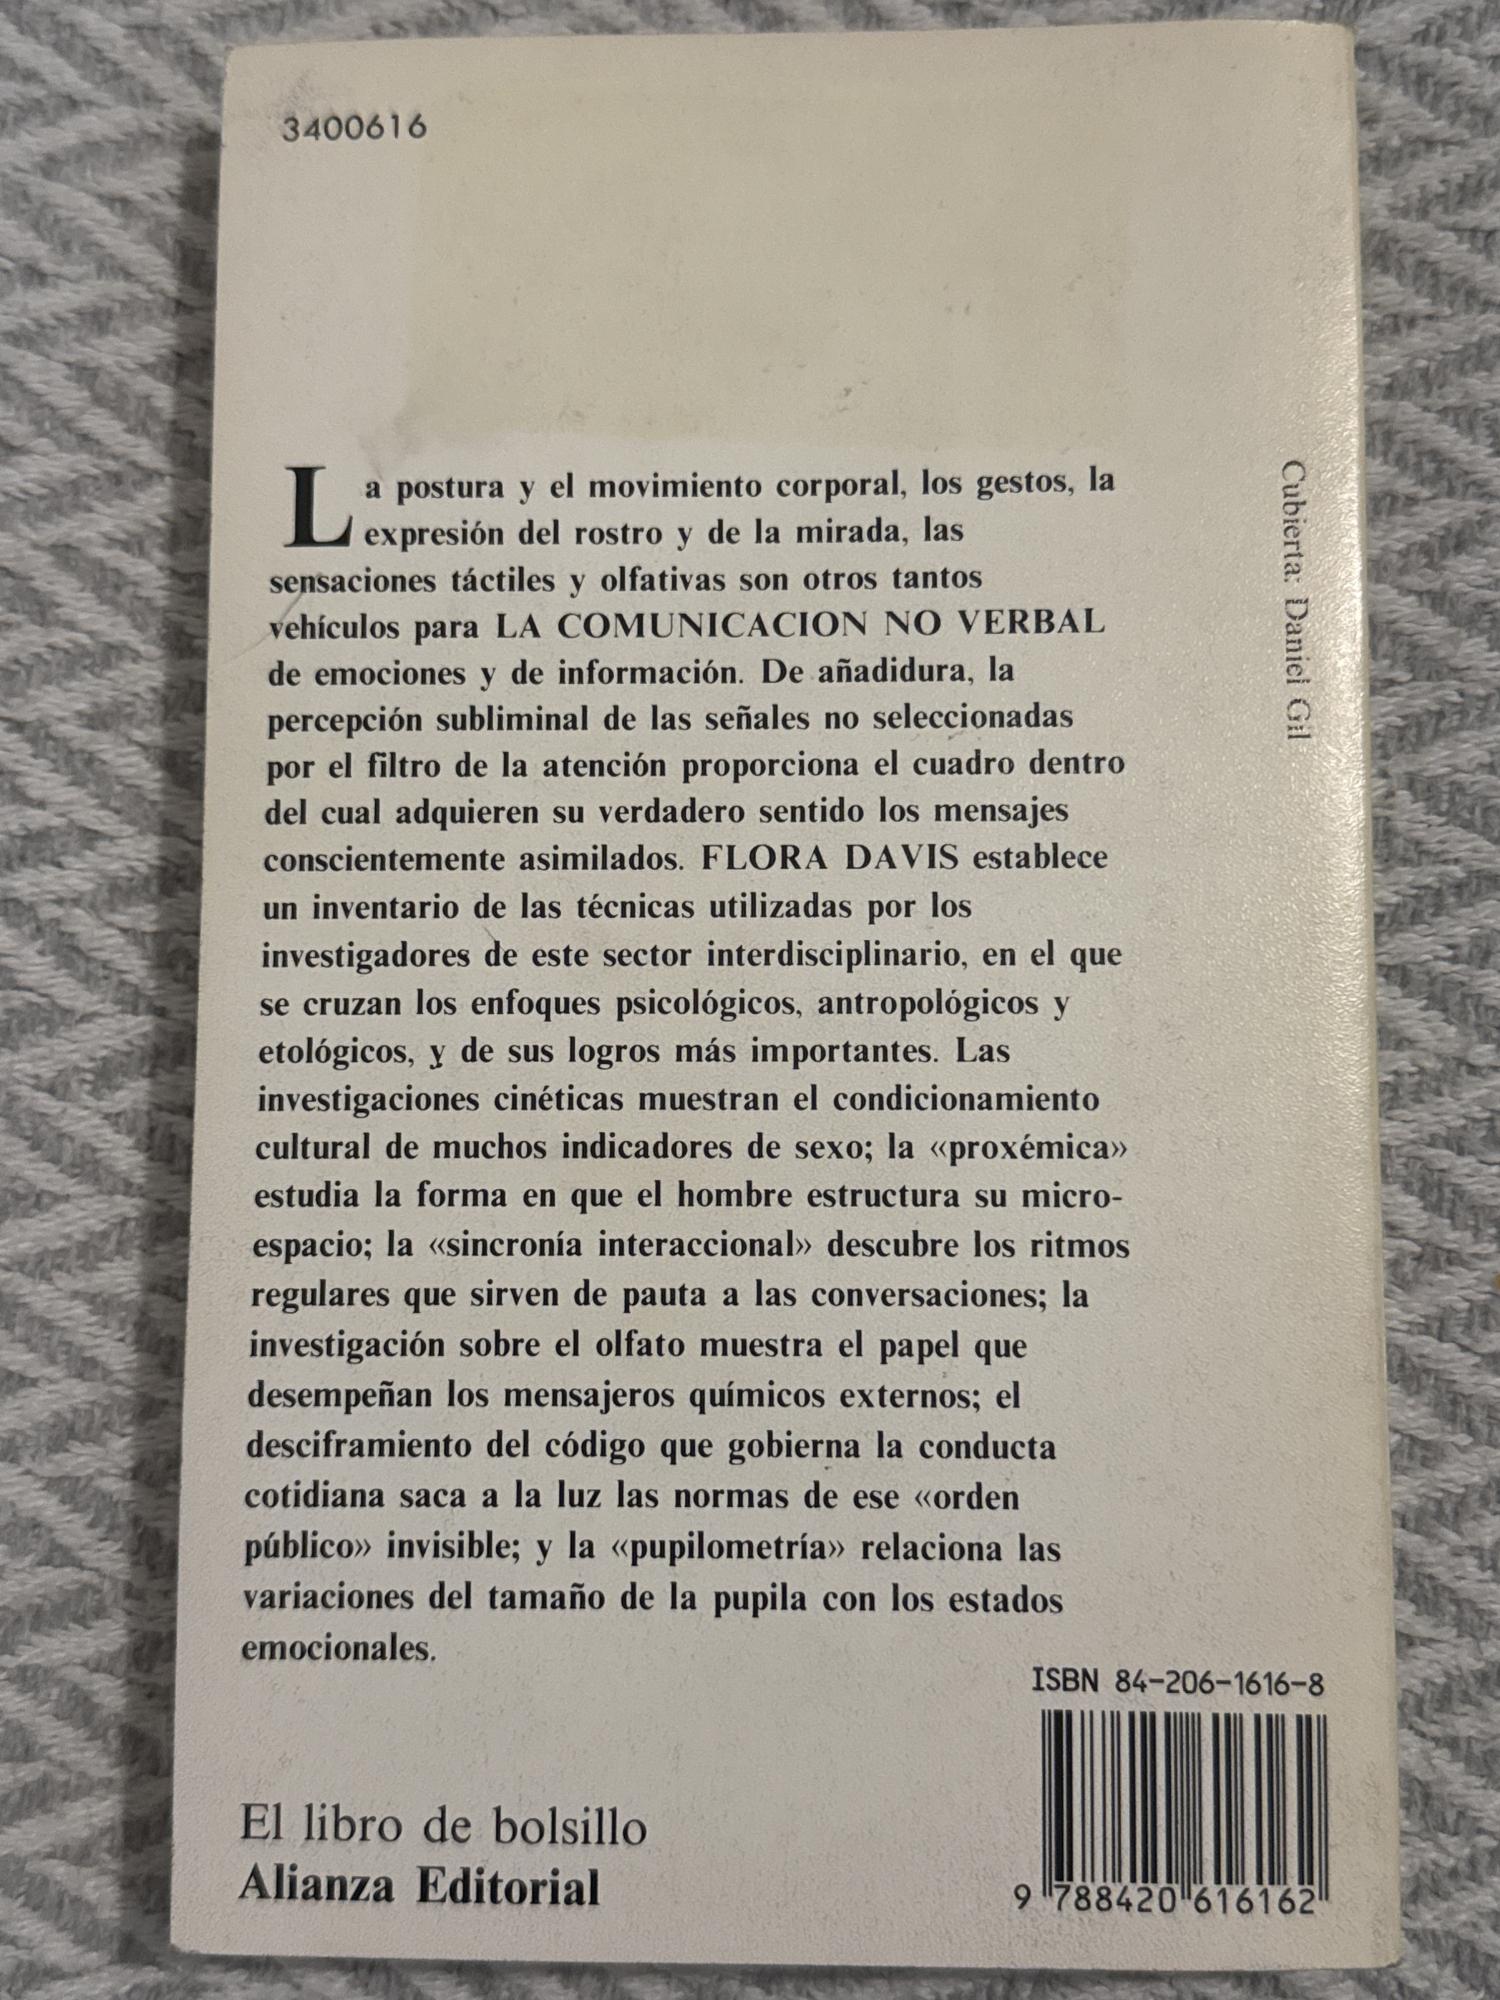 3400616
La postura y el movimiento corporal, los gestos, la
expresión del rostro y de la mirada, las
sensaciones táctiles y olfativas son otros tantos
vehículos para LA COMUNICACION NO VERBAL
de emociones y de información. De añadidura, la
percepción subliminal de las señales no seleccionadas
por el filtro de la atención proporciona el cuadro dentro
del cual adquieren su verdadero sentido los mensajes
conscientemente asimilados. FLORA DAVIS establece
un inventario de las técnicas utilizadas por los
investigadores de este sector interdisciplinario, en el que
se cruzan los enfoques psicológicos, antropológicos y
etológicos, y de sus logros más importantes. Las
investigaciones cinéticas muestran el condicionamiento
cultural de muchos indicadores de sexo; la «proxémica»
estudia la forma en que el hombre estructura su micro-
espacio; la «sincronía interaccional» descubre los ritmos
regulares que sirven de pauta a las conversaciones; la
investigación sobre el olfato muestra el papel que
desempeñan los mensajeros químicos externos; el
desciframiento del código que gobierna la conducta
cotidiana saca a la luz las normas de ese «orden
público» invisible; y la «pupilometría» relaciona las
variaciones del tamaño de la pupila con los estados
emocionales.
Cubierta: Daniel Gil
ISBN 84-206-1616-8
9 788420 616162
El libro de bolsillo
Alianza Editorial